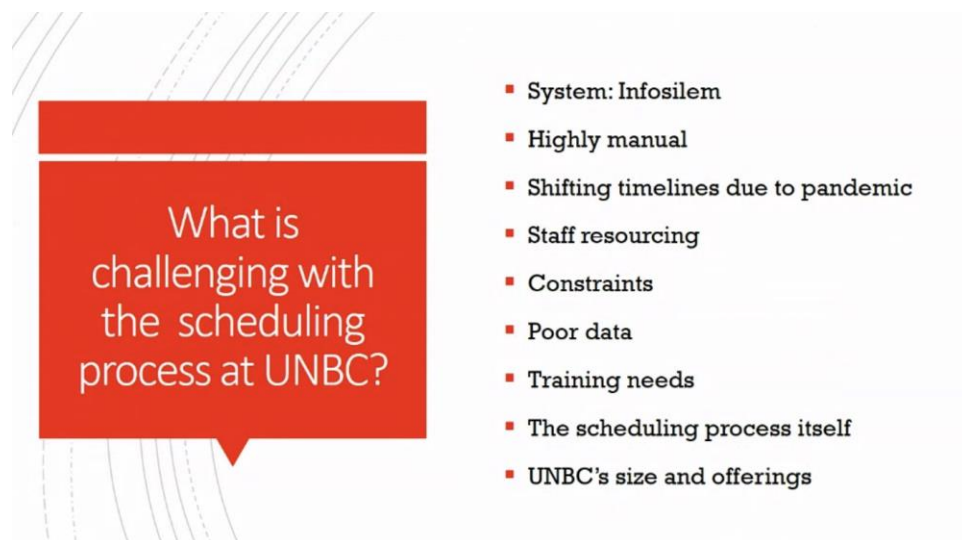 What is
challenging with
the scheduling
process at UNBC?
System: Infosilem
Highly manual
Shifting timelines due to pandemic
Staff resourcing
Constraints
Poor data
Training needs
The scheduling process itself
UNBC's size and offerings